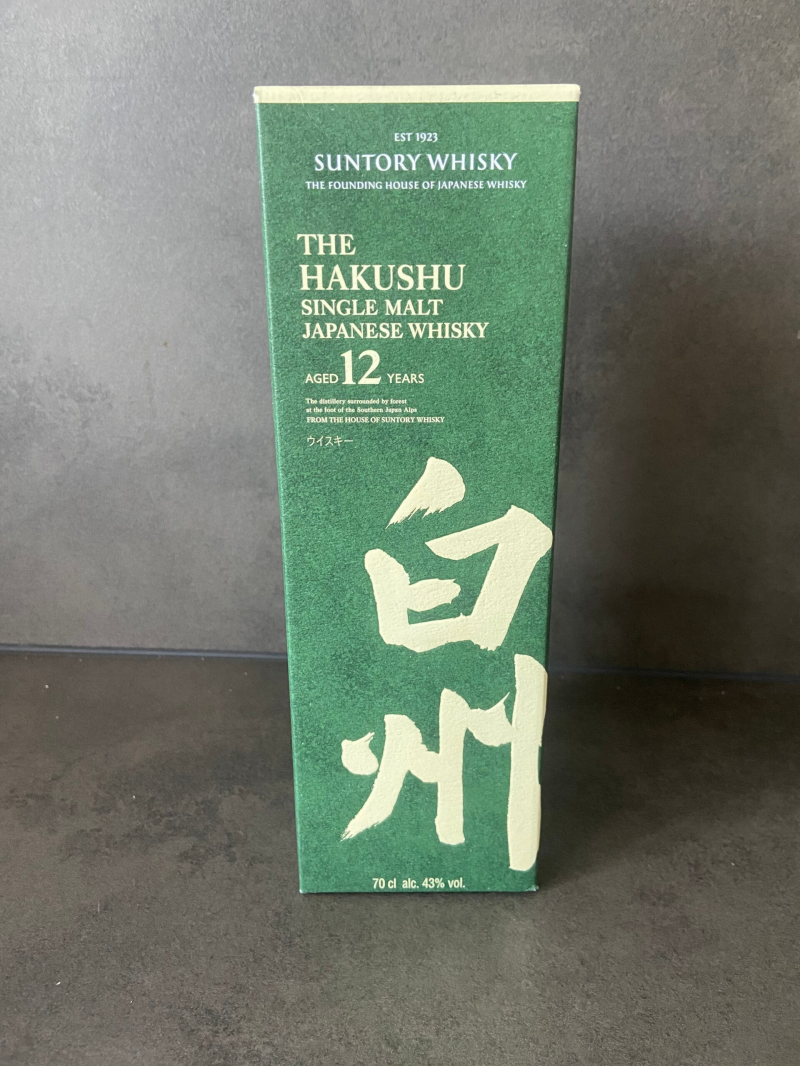 EST 1923
SUNTORY WHISKY
THE FOUNDING HOUSE OF JAPANESE WHISKY
THE
HAKUSHU
SINGLE MALT
JAPANESE WHISKY
AGED 12 YEARS
The distillery surrounded by forest
at the foot of the Southern Japan Alps
FROM THE HOUSE OF SUNTORY WHISKY
ウイスキー
白
州
70 cl alc. 43% vol.